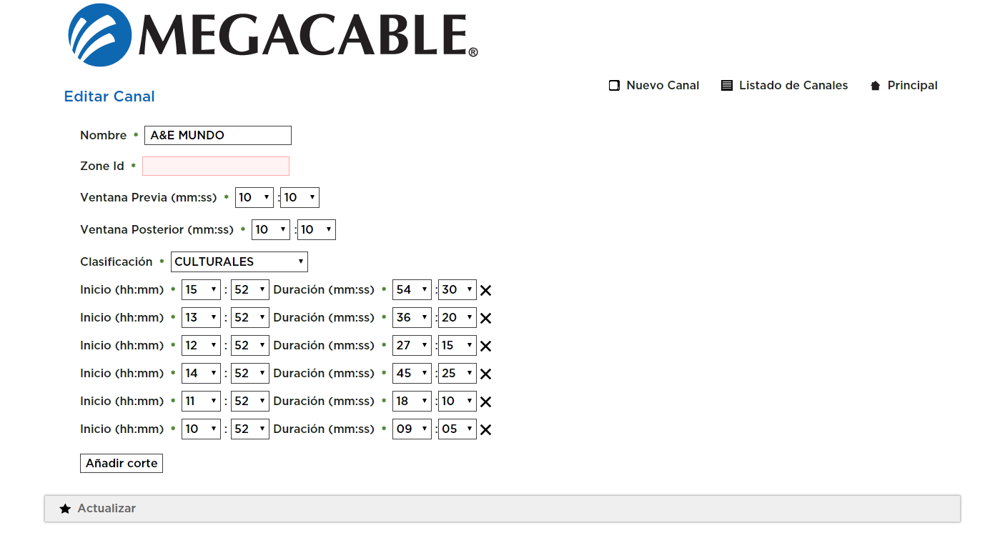 MEGACABLE®
Nuevo Canal Listado de Canales Principal
Editar Canal
Nombre * A&E MUNDO
Zone Id *
Ventana Previa (mm:ss) * 10 : 10
Ventana Posterior (mm:ss) * 10 : 10
Clasificación * CULTURALES
Inicio (hh:mm) * 15 : 52 Duración (mm:ss) * 54 : 30
Inicio (hh:mm) * 13 : 52 Duración (mm:ss) * 36 : 20
Inicio (hh:mm) * 12 : 52 Duración (mm:ss) * 27 : 15
Inicio (hh:mm) * 14 : 52 Duración (mm:ss) * 45 : 25
Inicio (hh:mm) * 11 : 52 Duración (mm:ss) * 18 : 10
Inicio (hh:mm) * 10 : 52 Duración (mm:ss) * 09 : 05
Añadir corte
Actualizar